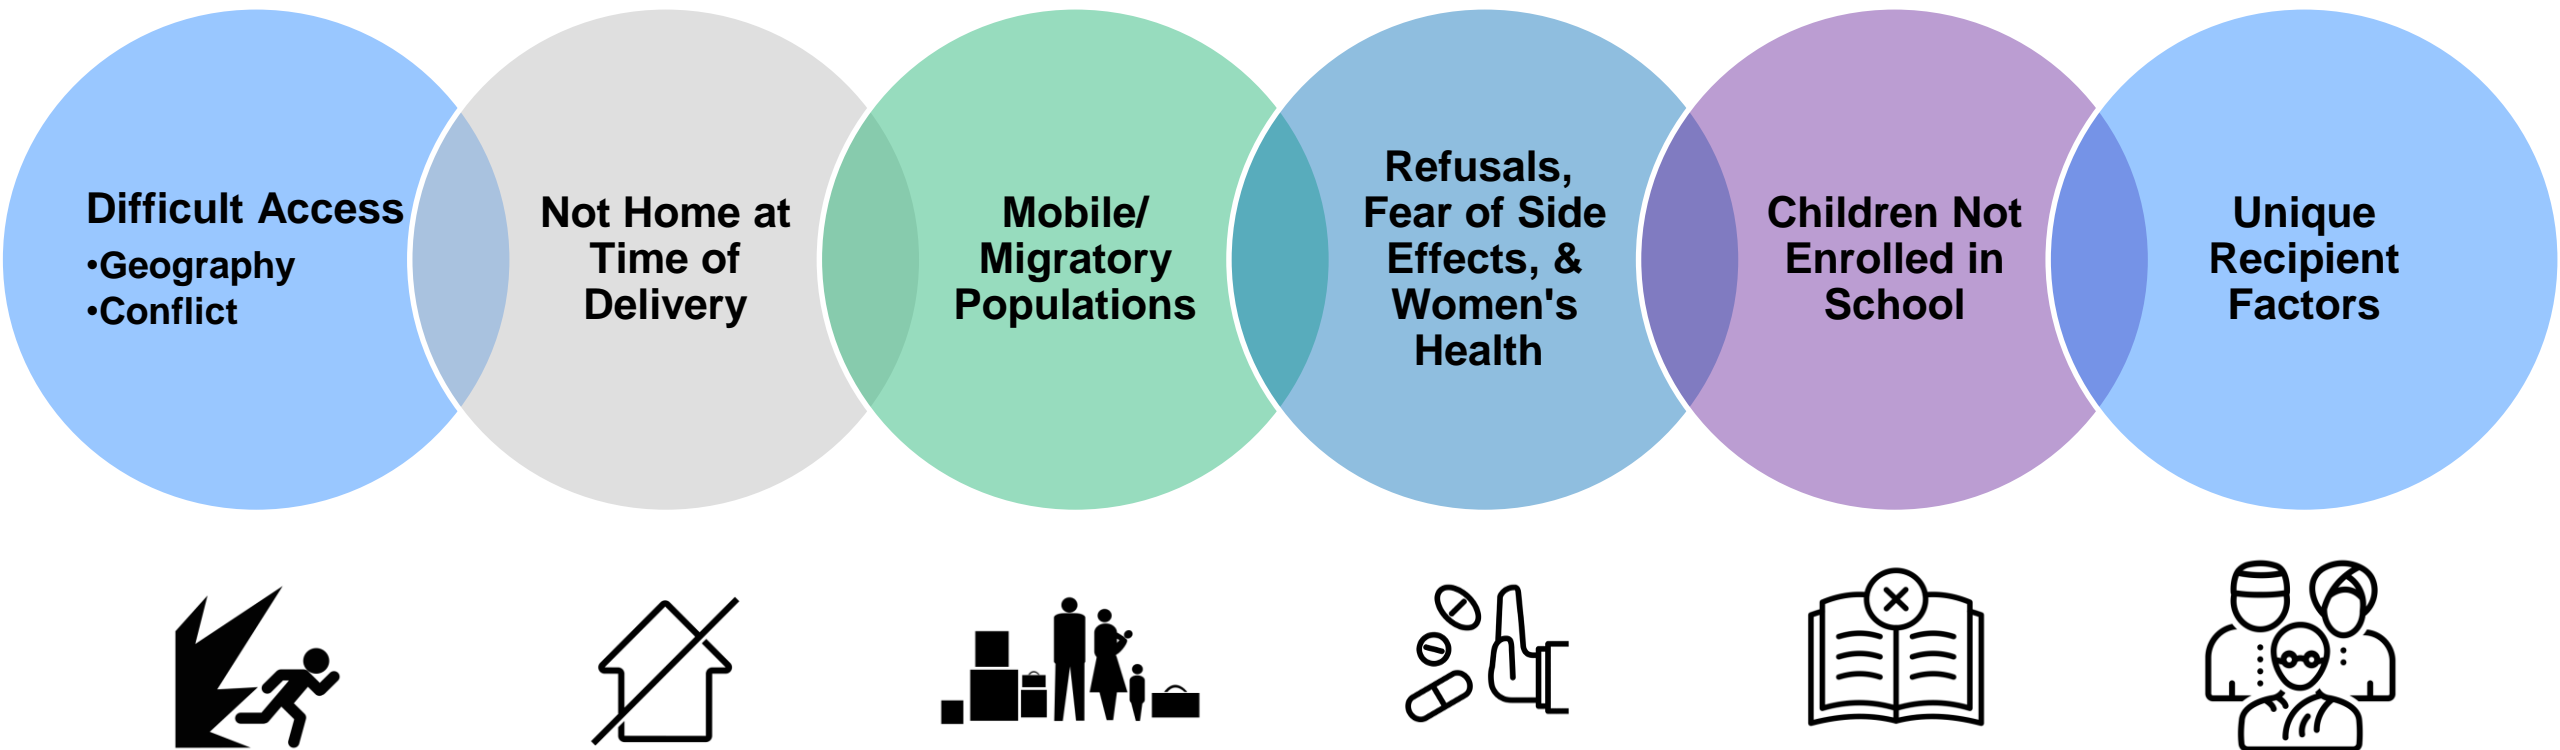 Difficult Access
•Geography
•Conflict
Not Home at
Time of
Delivery
Mobile/
Migratory
Populations
Refusals,
Fear of Side
Effects, &
Women's
Health
Children Not
Enrolled in
School
Unique
Recipient
Factors